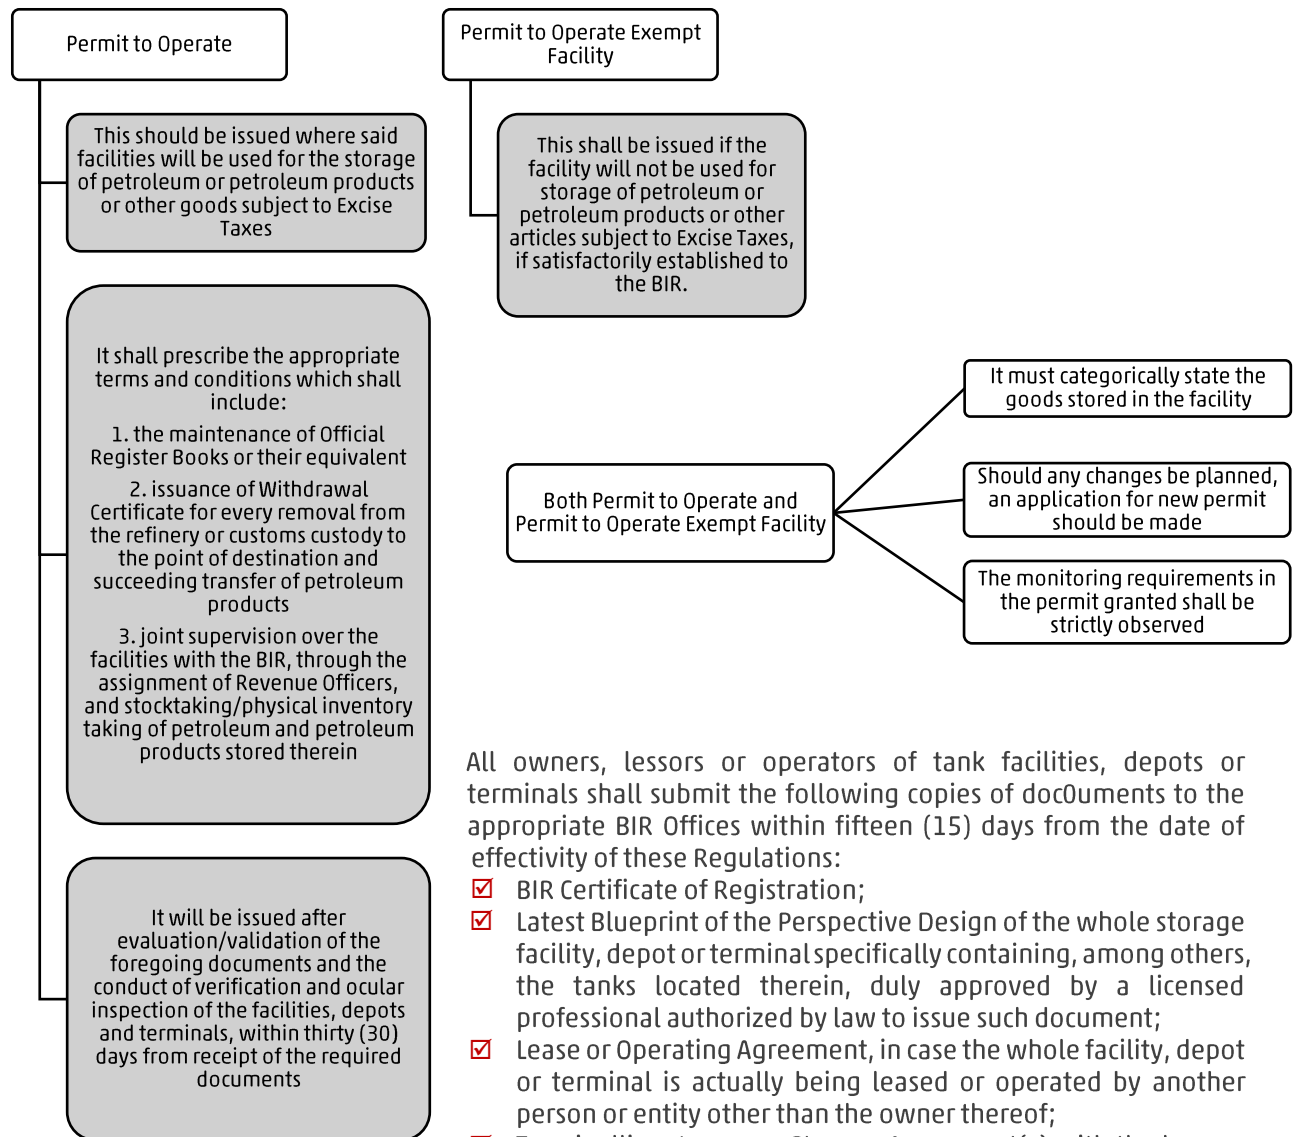 Permit to Operate
This should be issued where said
facilities will be used for the storage
of petroleum or petroleum products
or other goods subject to Excise
Taxes
It shall prescribe the appropriate
terms and conditions which shall
include:
1. the maintenance of Official
Register Books or their equivalent
2. issuance of Withdrawal
Certificate for every removal from
the refinery or customs custody to
the point of destination and
succeeding transfer of petroleum
products
3. joint supervision over the
facilities with the BIR, through the
assignment of Revenue Officers,
and stocktaking/physical inventory
taking of petroleum and petroleum
products stored therein
It will be issued after
evaluation/validation of the
foregoing documents and the
conduct of verification and ocular
inspection of the facilities, depots
and terminals, within thirty (30)
days from receipt of the required
documents
Permit to Operate Exempt
Facility
This shall be issued if the
facility will not be used for
storage of petroleum or
petroleum products or other
articles subject to Excise Taxes,
if satisfactorily established to
the BIR.
Both Permit to Operate and
Permit to Operate Exempt Facility
It must categorically state the
goods stored in the facility
Should any changes be planned,
an application for new permit
should be made
The monitoring requirements in
the permit granted shall be
strictly observed
All owners, lessors or operators of tank facilities, depots or
terminals shall submit the following copies of doc0uments to the
appropriate BIR Offices within fifteen (15) days from the date of
effectivity of these Regulations:
BIR Certificate of Registration;
Latest Blueprint of the Perspective Design of the whole storage
facility, depot or terminal specifically containing, among others,
the tanks located therein, duly approved by a licensed
professional authorized by law to issue such document;
Lease or Operating Agreement, in case the whole facility, depot
or terminal is actually being leased or operated by another
person or entity other than the owner thereof;